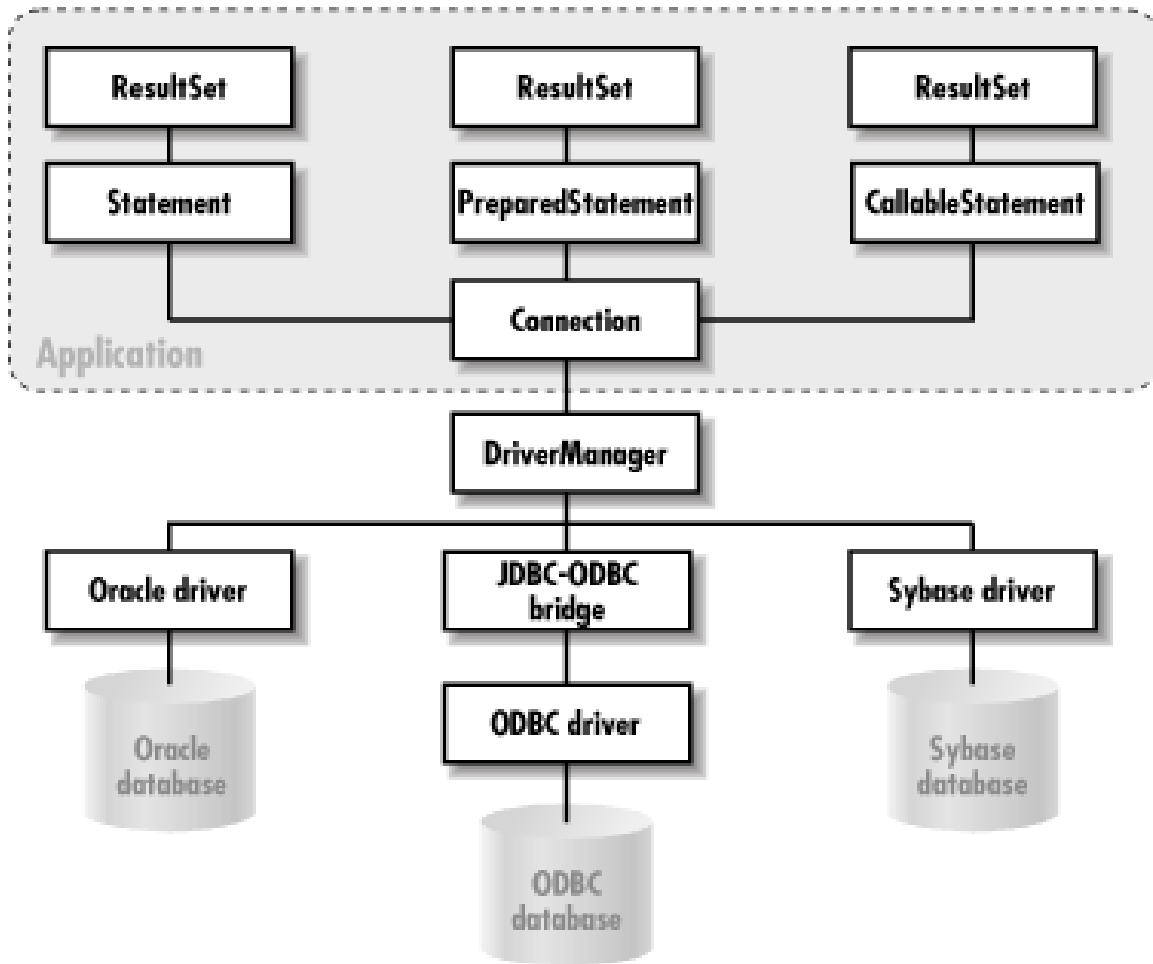 ResultSet
ResultSet
ResultSet
Statement
PreparedStatement
CallableStatement
Connection
Application
DriverManager
Oracle driver
JDBC-ODBC
bridge
Sybase driver
ODBC driver
Oracle
database
Sybase
database
ODBC
database